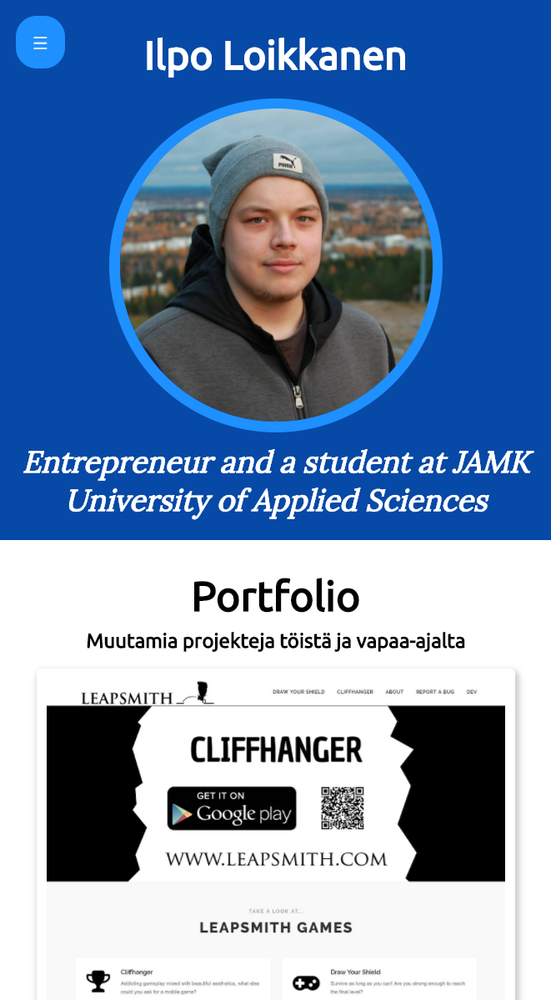 ☰
Ilpo Loikkanen
PUMA
Entrepreneur and a student at JAMK
University of Applied Sciences
Portfolio
Muutamia projekteja töistä ja vapaa-ajalta
LEAPSMITH
DRAW YOUR SHIELD CLIFFHANGER ABOUT REPORT A BUG DEV
CLIFFHANGER
GET IT ON
Google play
WWW.LEAPSMITH.COM
TAKE A LOOK AT...
LEAPSMITH GAMES
Cliffhanger
Addicting gameplay mixed with beautiful aesthetics, what else
could you ask for a mobile game?
Draw Your Shield
Survive as long as you can! Are you strong enough to reach
the final level?